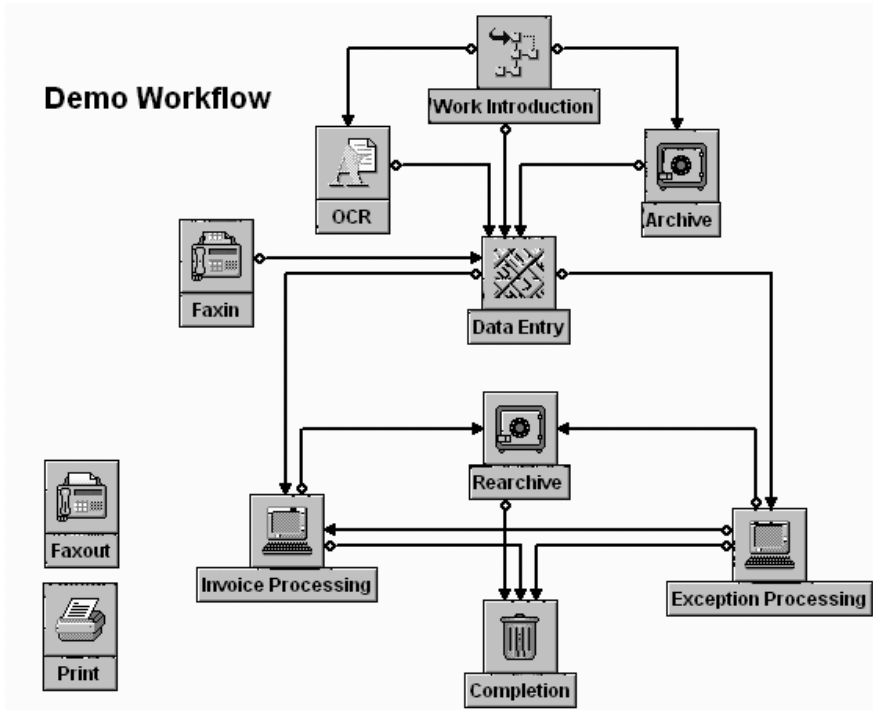 Demo Workflow
Work Introduction
OCR
Archive
Faxin
Data Entry
Rearchive
Faxout
Invoice Processing
Exception Processing
Print
Completion